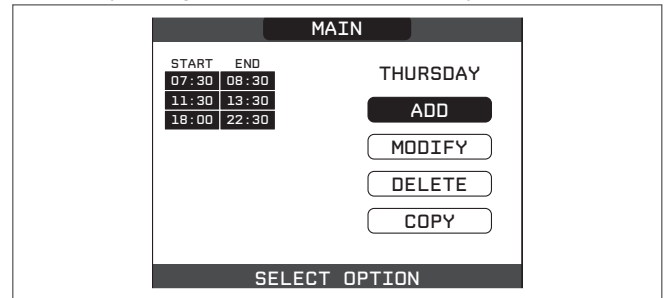 MAIN
START END
07:30 08:30
11:30 13:30
18:00 22:30
THURSDAY
ADD
MODIFY
DELETE
COPY
SELECT OPTION